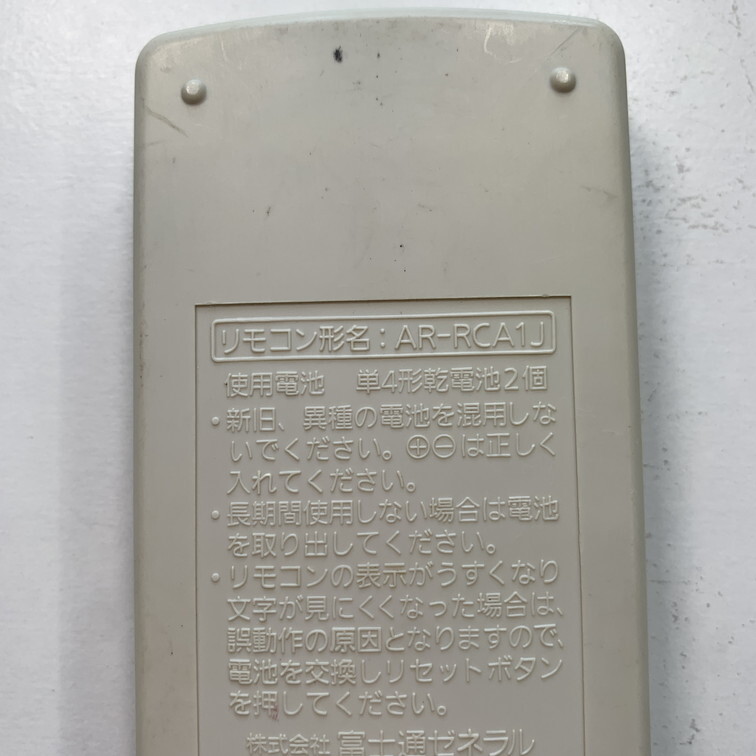 リモコン形名：AR-RCA1J
使用電池　単4形乾電池2個
・新旧、異種の電池を混用しな
いでください。⊕⊖は正しく
入れてください。
・長期間使用しない場合は電池
を取り出してください。
・リモコンの表示がうすくなり
文字が見にくくなった場合は、
誤動作の原因となりますので、
電池を交換しリセットボタン
を押してください。
株式会社 富士通ゼネラル